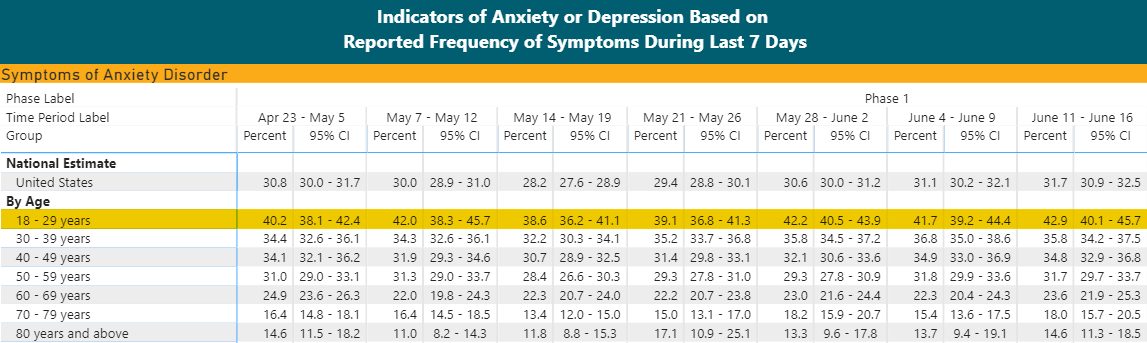 Indicators of Anxiety or Depression Based on
Reported Frequency of Symptoms During Last 7 Days
Symptoms of Anxiety Disorder
Phase Label Phase 1
Time Period Label Apr 23 - May 5 May 7 - May 12 May 14 - May 19 May 21 - May 26 May 28 - June 2 June 4 - June 9 June 11 - June 16
Group Percent 95% CI Percent 95% CI Percent 95% CI Percent 95% CI Percent 95% CI Percent 95% CI Percent 95% CI
National Estimate
United States 30.8 30.0 - 31.7 30.0 28.9 - 31.0 28.2 27.6 - 28.9 29.4 28.8 - 30.1 30.6 30.0 - 31.2 31.1 30.2 - 32.1 31.7 30.9 - 32.5
By Age
18 - 29 years 40.2 38.1 - 42.4 42.0 38.3 - 45.7 38.6 36.2 - 41.1 39.1 36.8 - 41.3 42.2 40.5 - 43.9 41.7 39.2 - 44.4 42.9 40.1 - 45.7
30 - 39 years 34.4 32.6 - 36.1 34.3 32.6 - 36.1 32.2 30.3 - 34.1 35.2 33.7 - 36.8 35.8 34.5 - 37.2 36.8 35.0 - 38.6 35.8 34.2 - 37.5
40 - 49 years 34.1 32.1 - 36.2 31.9 29.3 - 34.6 30.7 28.9 - 32.5 31.4 29.8 - 33.1 32.1 30.6 - 33.6 34.9 33.0 - 36.9 34.8 32.9 - 36.8
50 - 59 years 31.0 29.0 - 33.1 31.3 29.0 - 33.7 28.4 26.6 - 30.3 29.3 27.8 - 31.0 29.3 27.8 - 30.9 31.8 29.9 - 33.6 31.7 29.7 - 33.7
60 - 69 years 24.9 23.6 - 26.3 22.0 19.8 - 24.3 22.3 20.7 - 24.0 22.2 20.7 - 23.8 23.0 21.6 - 24.4 22.3 20.4 - 24.3 23.6 21.9 - 25.3
70 - 79 years 16.4 14.8 - 18.1 16.4 14.5 - 18.5 13.4 12.0 - 15.0 15.0 13.1 - 17.0 18.2 15.9 - 20.7 15.4 13.6 - 17.5 18.0 15.7 - 20.5
80 years and above 14.6 11.5 - 18.2 11.0 8.2 - 14.3 11.8 8.8 - 15.3 17.1 10.9 - 25.1 13.3 9.6 - 17.8 13.7 9.4 - 19.1 14.6 11.3 - 18.5